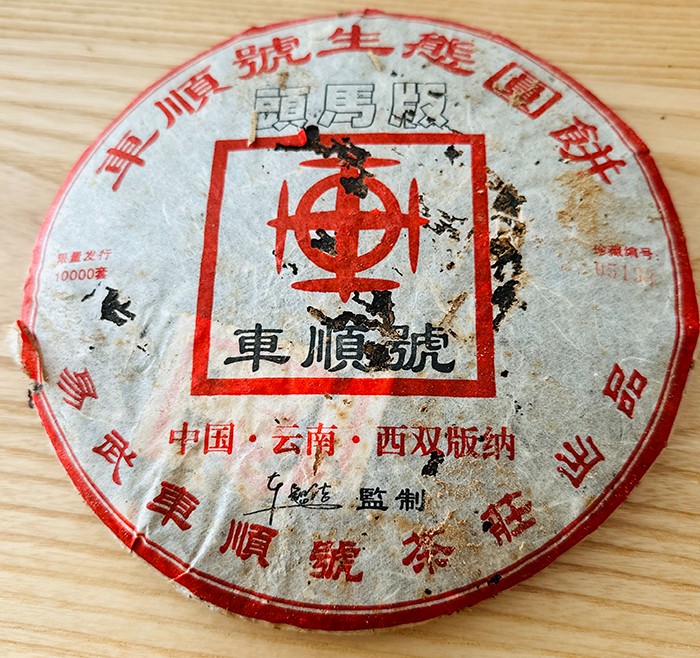 車順號生態圓餅
頭馬版
限量发行
10000套
珍藏编号:
車順號
中国·云南·西双版纳
監制
易武車順號茶莊品